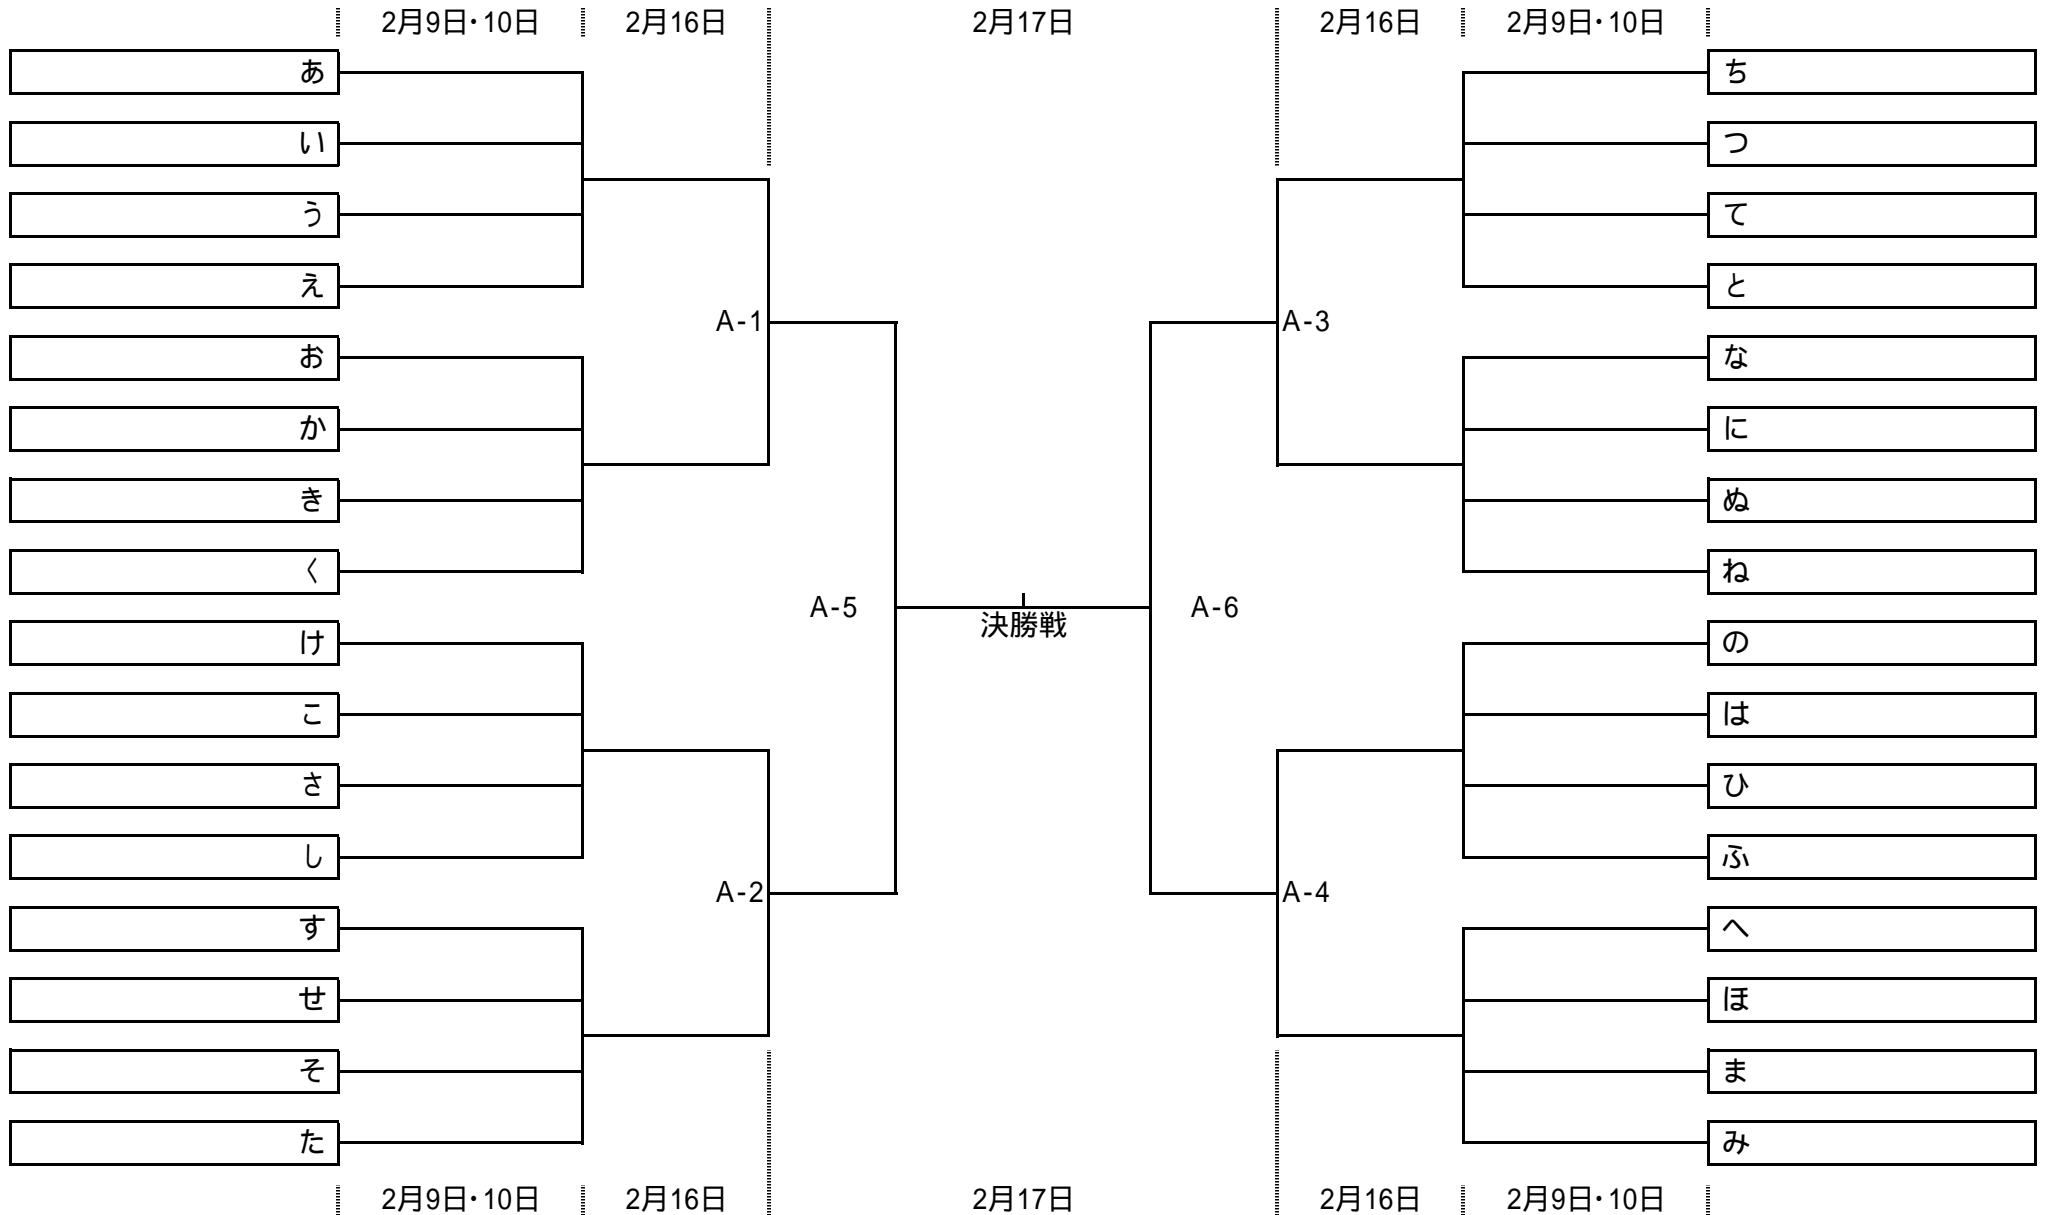 2月9日・10日 2月16日 2月17日 2月16日 2月9日・10日
あ ち
い つ
う て
え と
A-1 A-3
お な
か に
き ぬ
く ね
A-5 決勝戦 A-6
け の
こ は
さ ひ
し ふ
A-2 A-4
す へ
せ ほ
そ ま
た み
2月9日・10日 2月16日 2月17日 2月16日 2月9日・10日